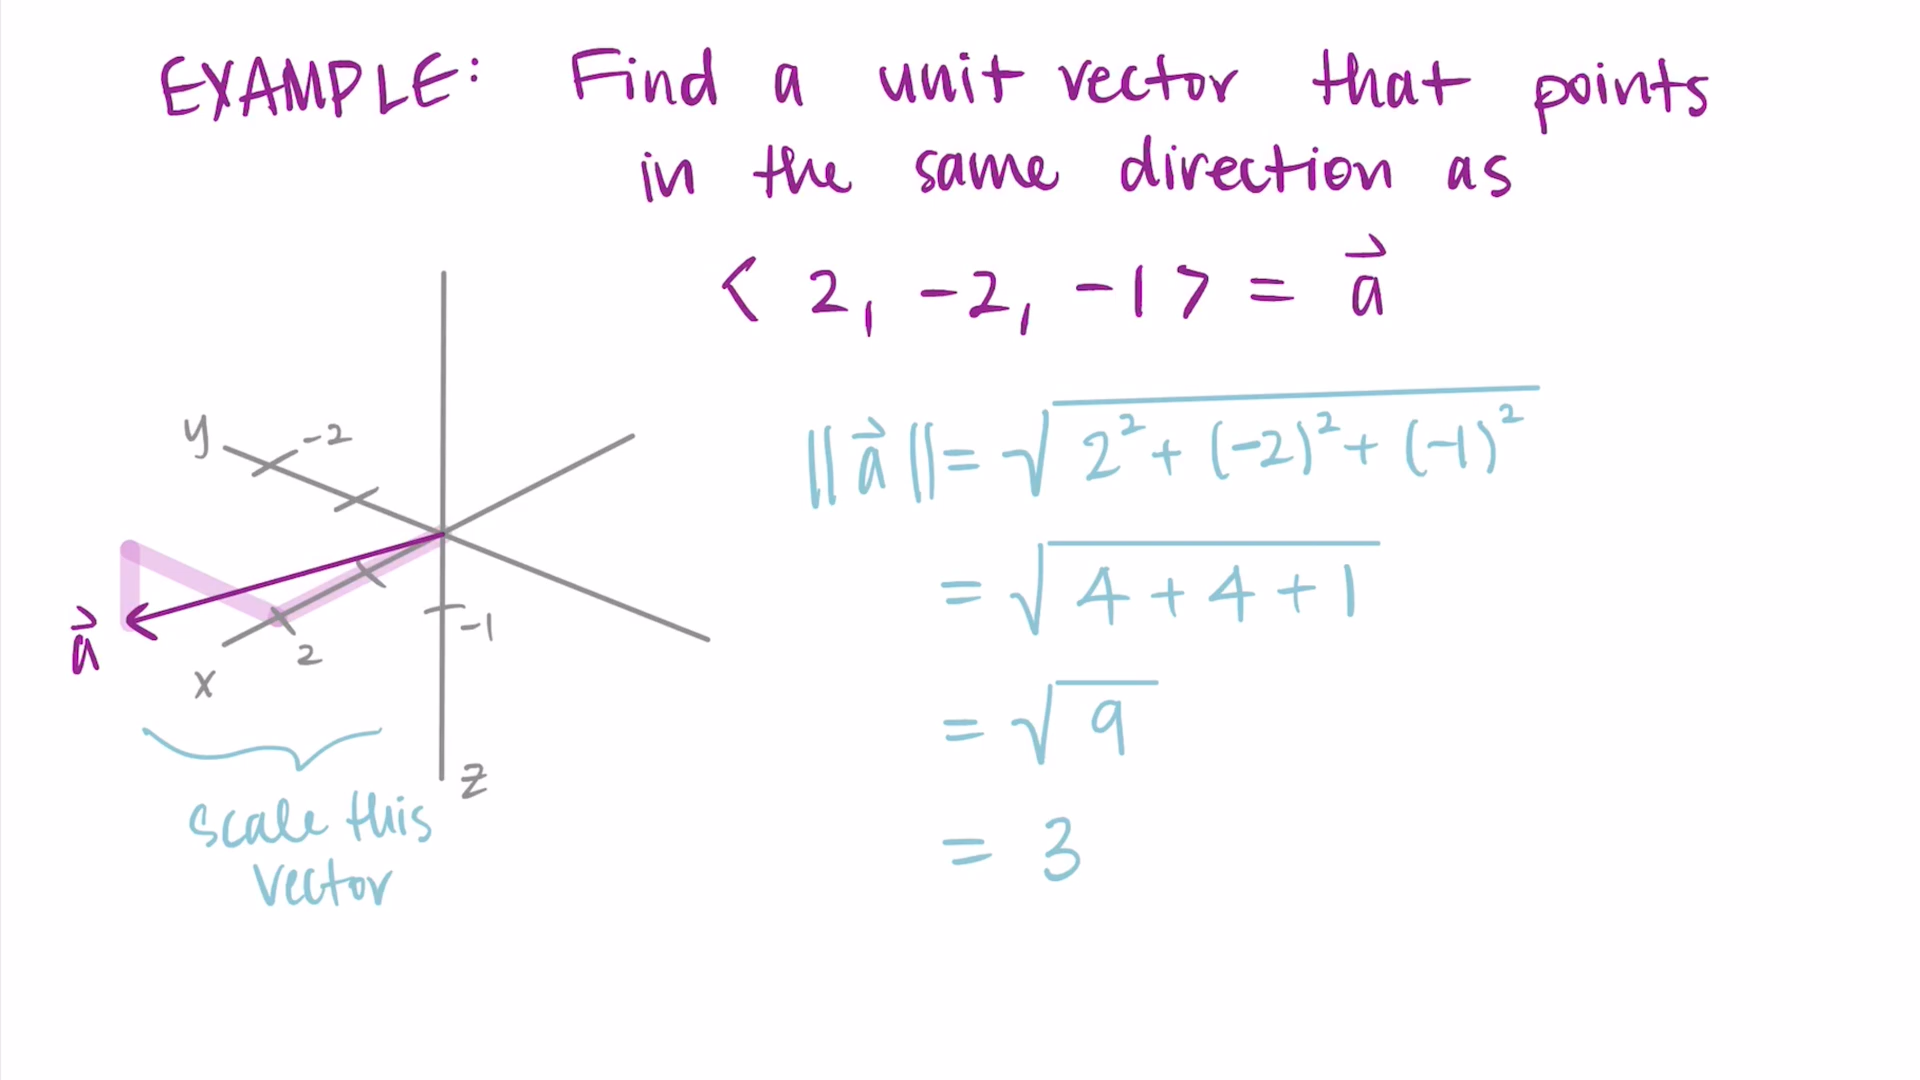 EXAMPLE: Find a unit vector that points
in the same direction as
< 2, -2, -1 > = a⃗
||a⃗|| = √(2² + (-2)² + (-1)²)
= √(4 + 4 + 1)
= √9
= 3
y
-2
a⃗
x
2
-1
z
scale this
vector